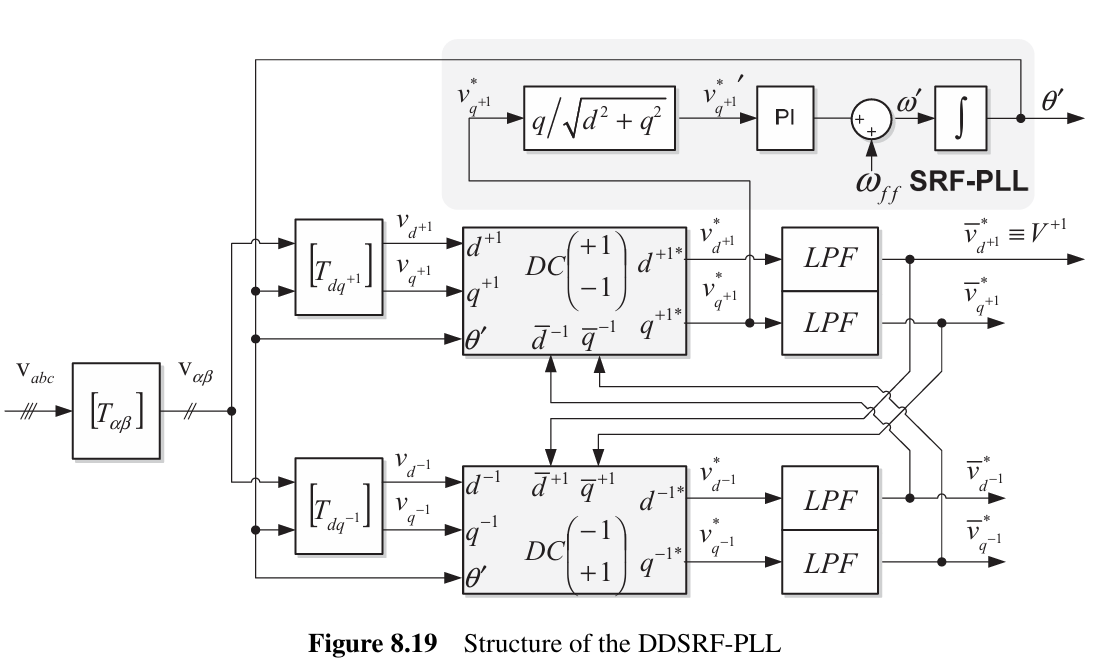 v*q+1
q/√d² + q²
v*q+1′
PI
+
+
ω′
∫
θ′
ωff SRF-PLL
[Tdq+1]
vd+1
vq+1
d+1
q+1
θ′
DC(+1 −1)
d̄−1 q̄−1
d+1*
q+1*
v*d+1
v*q+1
LPF
LPF
v̄*d+1 ≡ V+1
v̄*q+1
vabc
[Tαβ]
vαβ
[Tdq−1]
vd−1
vq−1
d−1
q−1
θ′
d̄+1 q̄+1
DC(−1 +1)
d−1*
q−1*
v*d−1
v*q−1
LPF
LPF
v̄*d−1
v̄*q−1
Figure 8.19 Structure of the DDSRF-PLL